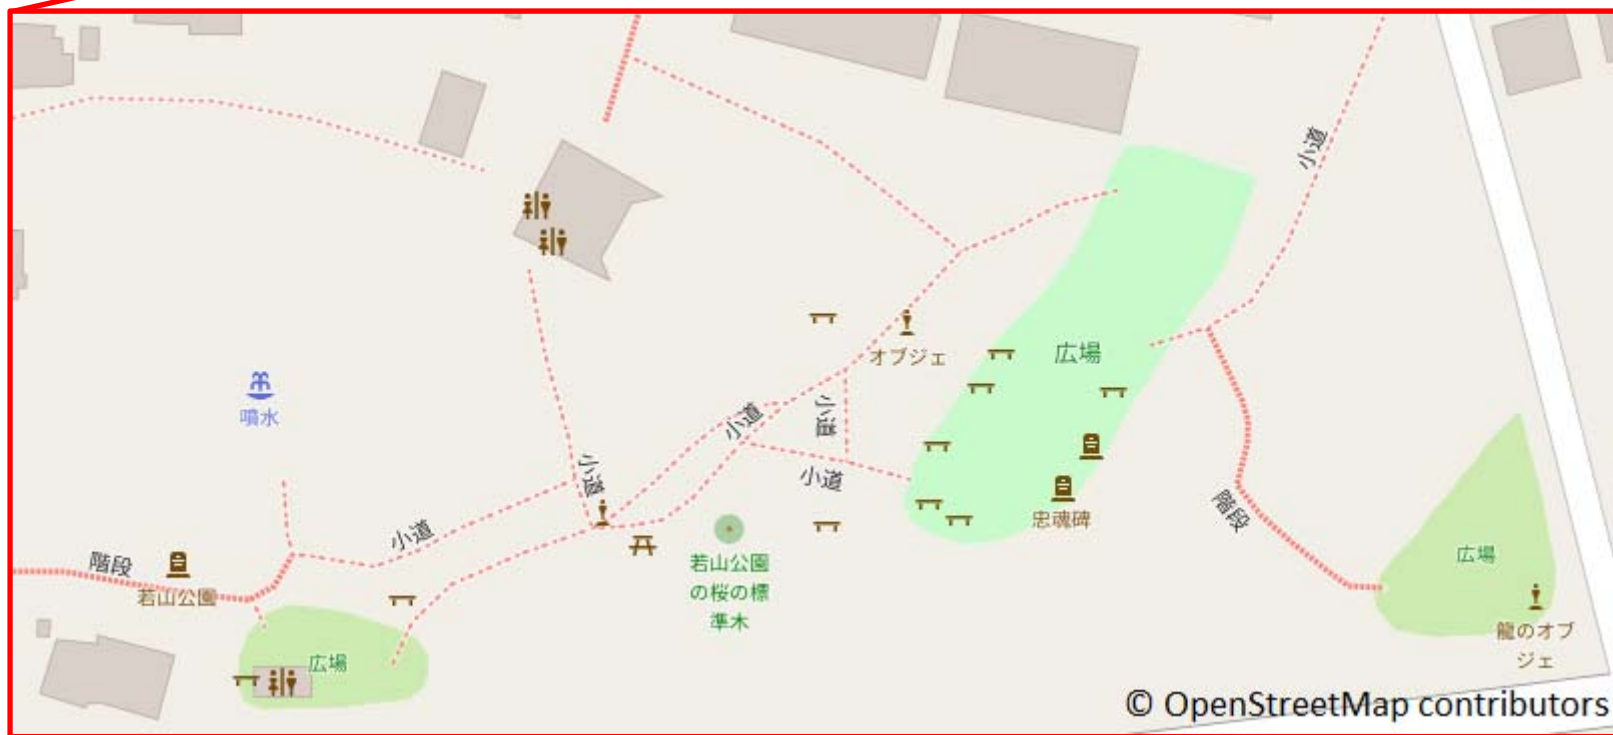 小道
オブジェ
広場
噴水
小道
小道
小道
小道
忠魂碑
階段
小道
階段
若山公園
若山公園
の桜の標
準木
広場
広場
龍のオブ
ジェ
© OpenStreetMap contributors